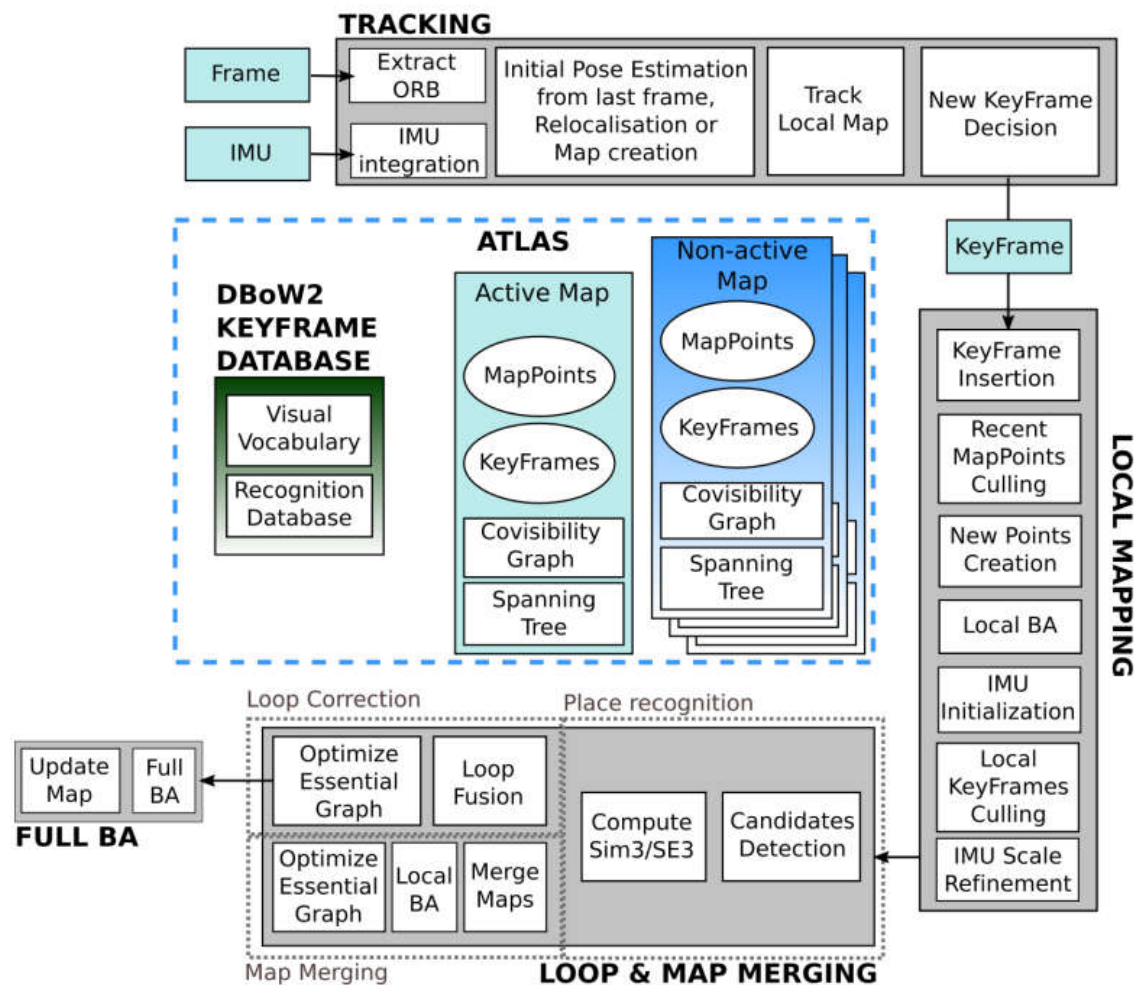 TRACKING
Frame
IMU
Extract
ORB
IMU
integration
Initial Pose Estimation
from last frame,
Relocalisation or
Map creation
Track
Local Map
New KeyFrame
Decision
KeyFrame
ATLAS
DBoW2
KEYFRAME
DATABASE
Visual
Vocabulary
Recognition
Database
Active Map
MapPoints
KeyFrames
Covisibility
Graph
Spanning
Tree
Non-active
Map
MapPoints
KeyFrames
Covisibility
Graph
Spanning
Tree
KeyFrame
Insertion
Recent
MapPoints
Culling
New Points
Creation
Local BA
IMU
Initialization
Local
KeyFrames
Culling
IMU Scale
Refinement
LOCAL MAPPING
Loop Correction
Place recognition
Optimize
Essential
Graph
Loop
Fusion
Compute
Sim3/SE3
Candidates
Detection
Update
Map
Full
BA
FULL BA
Optimize
Essential
Graph
Local
BA
Merge
Maps
Map Merging
LOOP & MAP MERGING